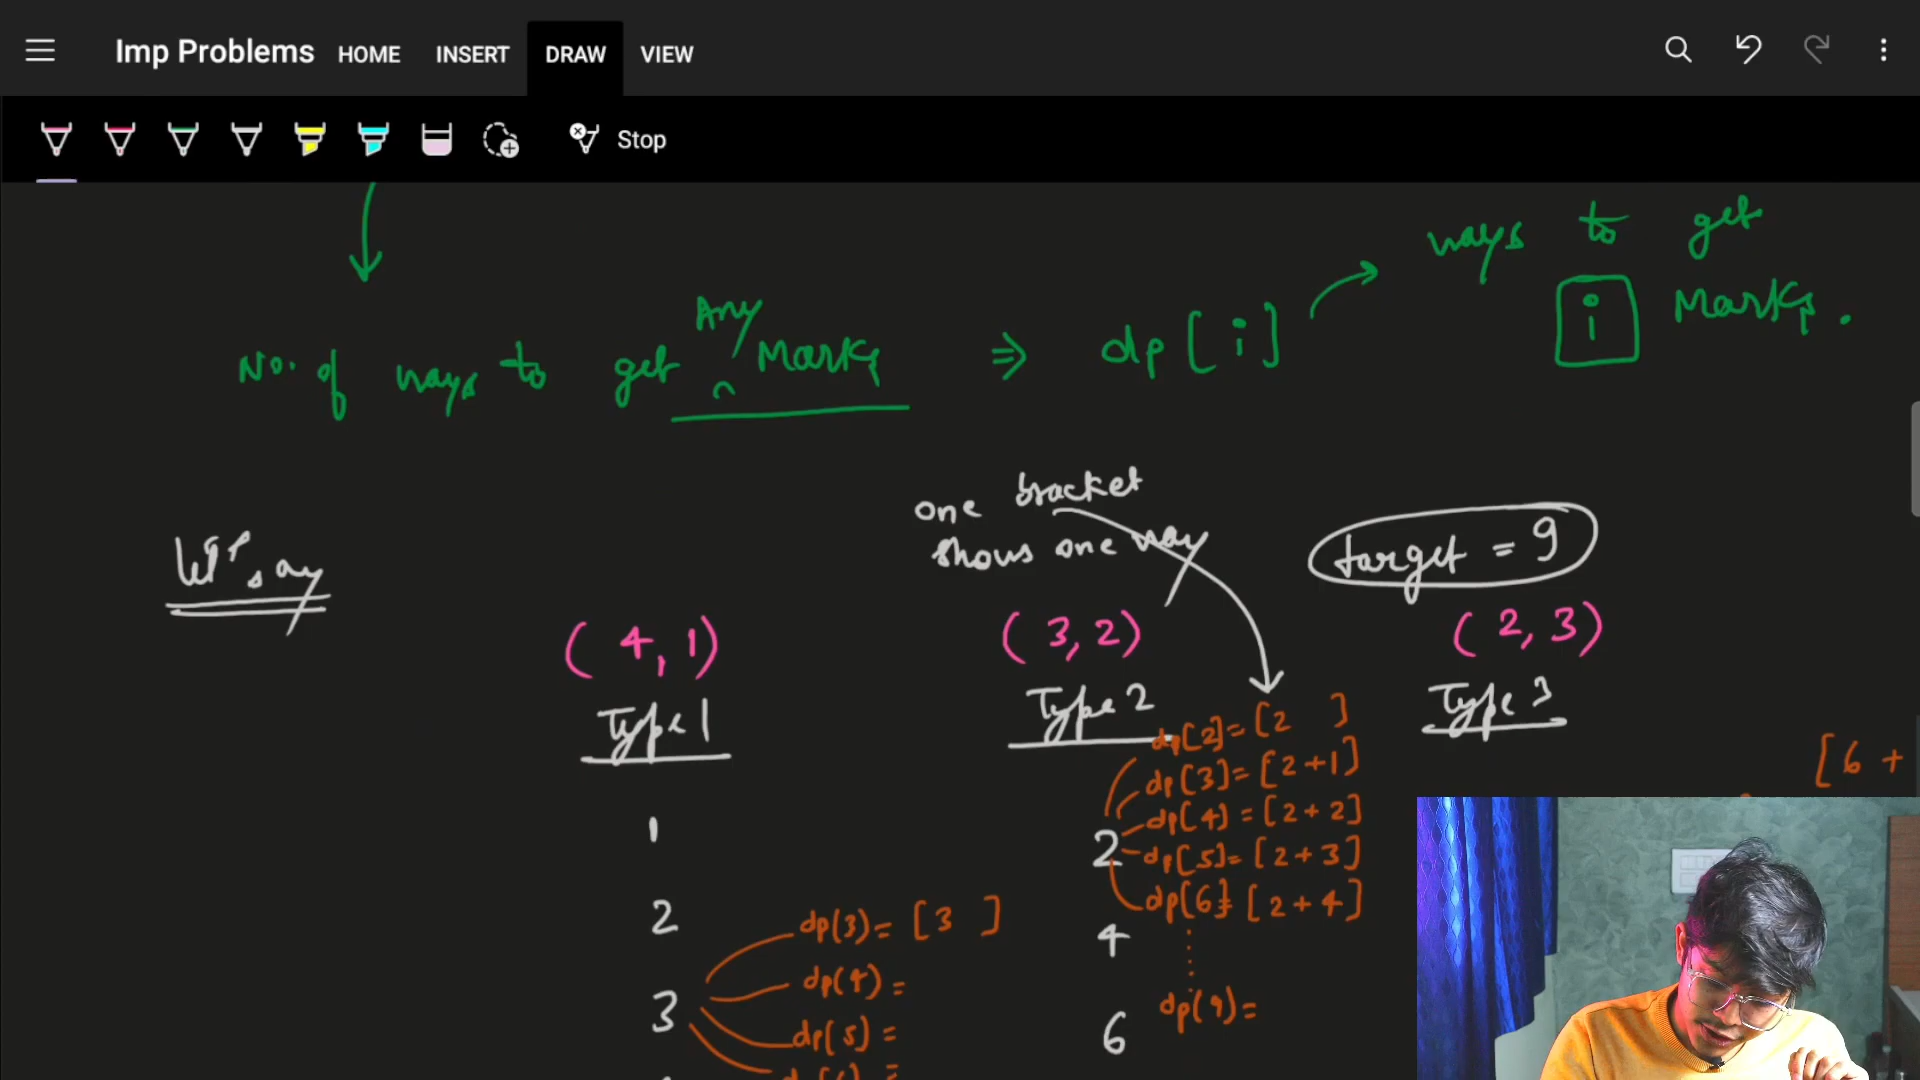 Imp Problems HOME INSERT DRAW VIEW
Stop
ways to get
i Marks.
Any
No. of ways to get ^ Marks ⇒ dp[i]
one bracket
shows one way
target = 9
Let's say
(4,1) (3,2) (2,3)
Type 1 Type 2 Type 3
dp[2]= [2 ]
dp[3]= [2+1]
[6 +
1
dp[4] = [2+2]
2
dp[5]= [2+3]
dp[6]= [2+4]
2
dp(3)= [3 ]
4
dp(4) =
3
dp(9)=
6
dp(5) =